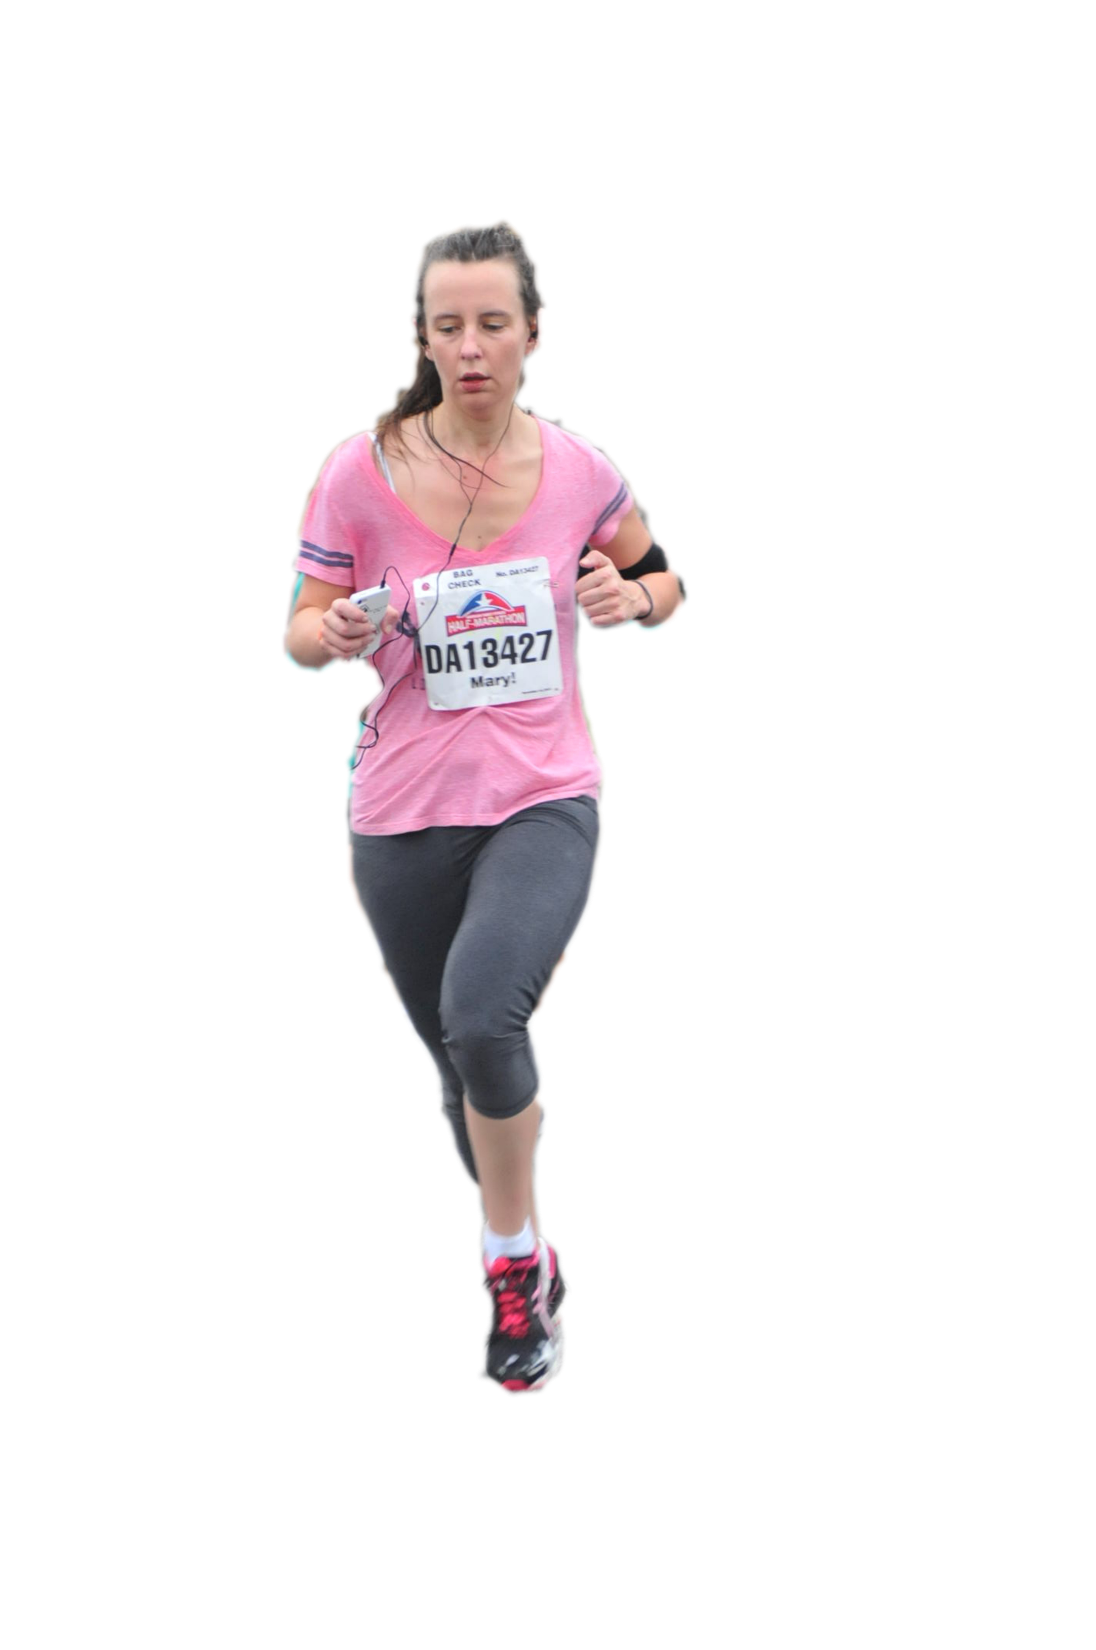 BAG No. DA13427
CHECK
HALF-MARATHON
DA13427
Mary!